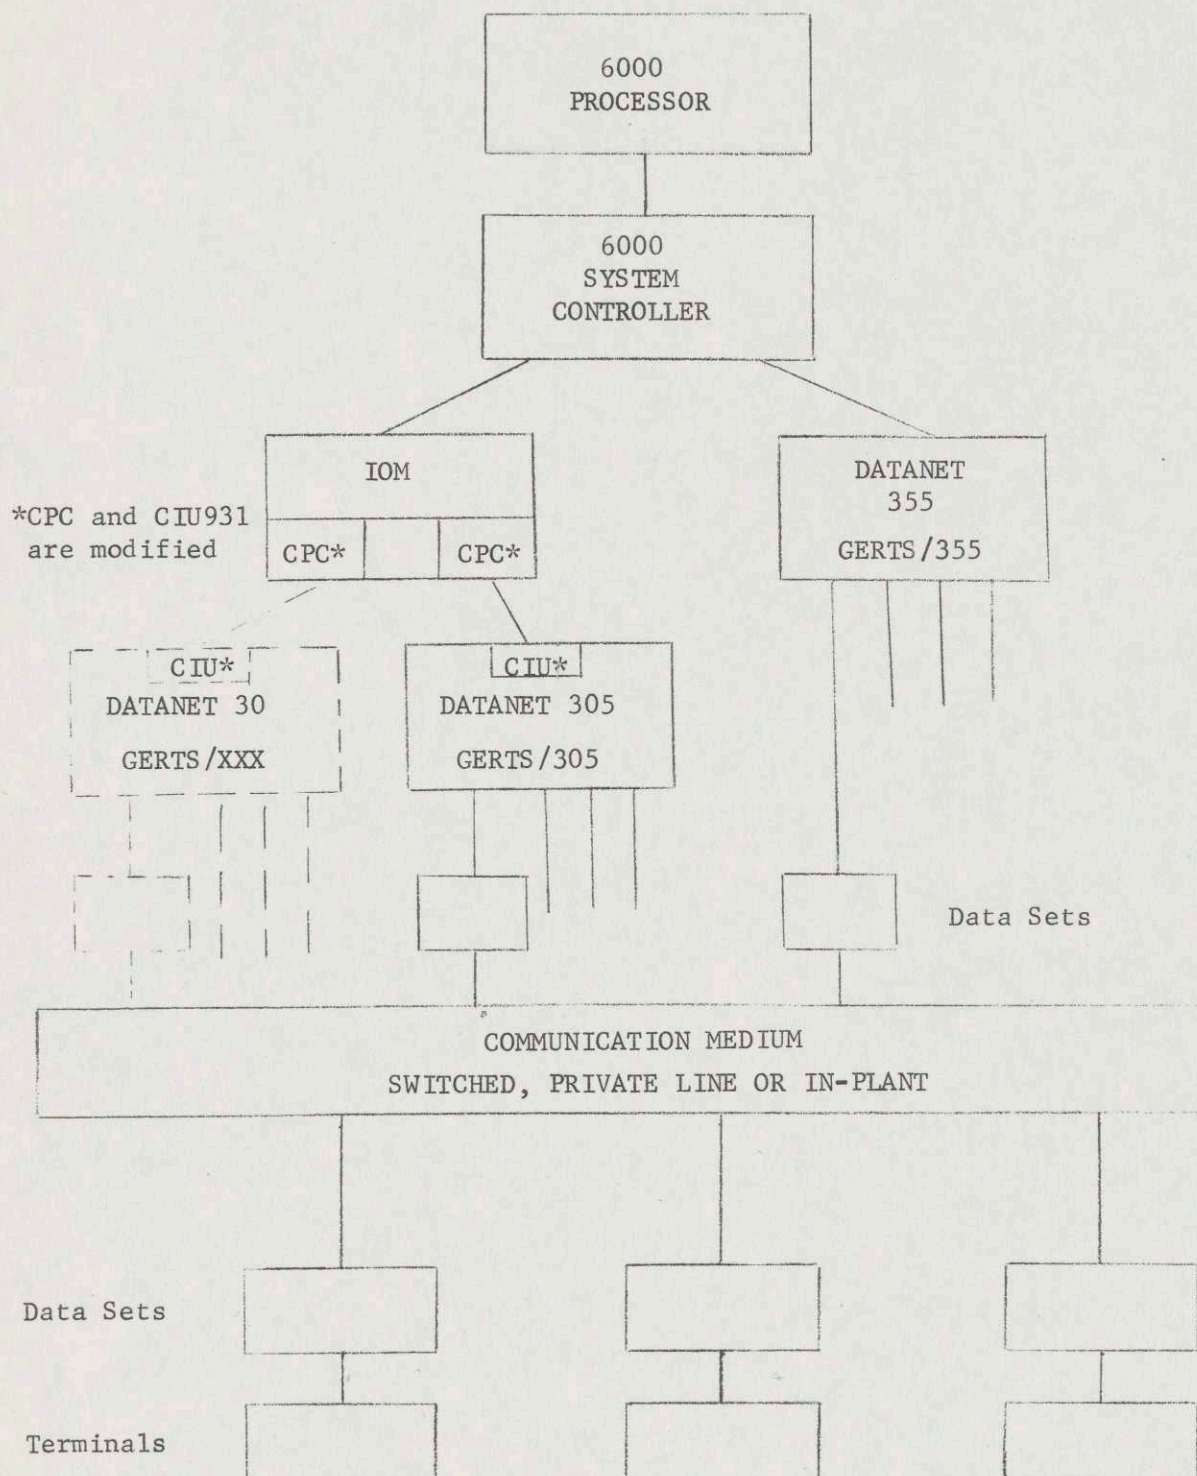 6000
PROCESSOR
6000
SYSTEM
CONTROLLER
IOM
CPC*
CPC*
*CPC and CIU931
are modified
DATANET
355
GERTS/355
CIU*
DATANET 30
GERTS/XXX
CIU*
DATANET 305
GERTS/305
Data Sets
COMMUNICATION MEDIUM
SWITCHED, PRIVATE LINE OR IN-PLANT
Data Sets
Terminals